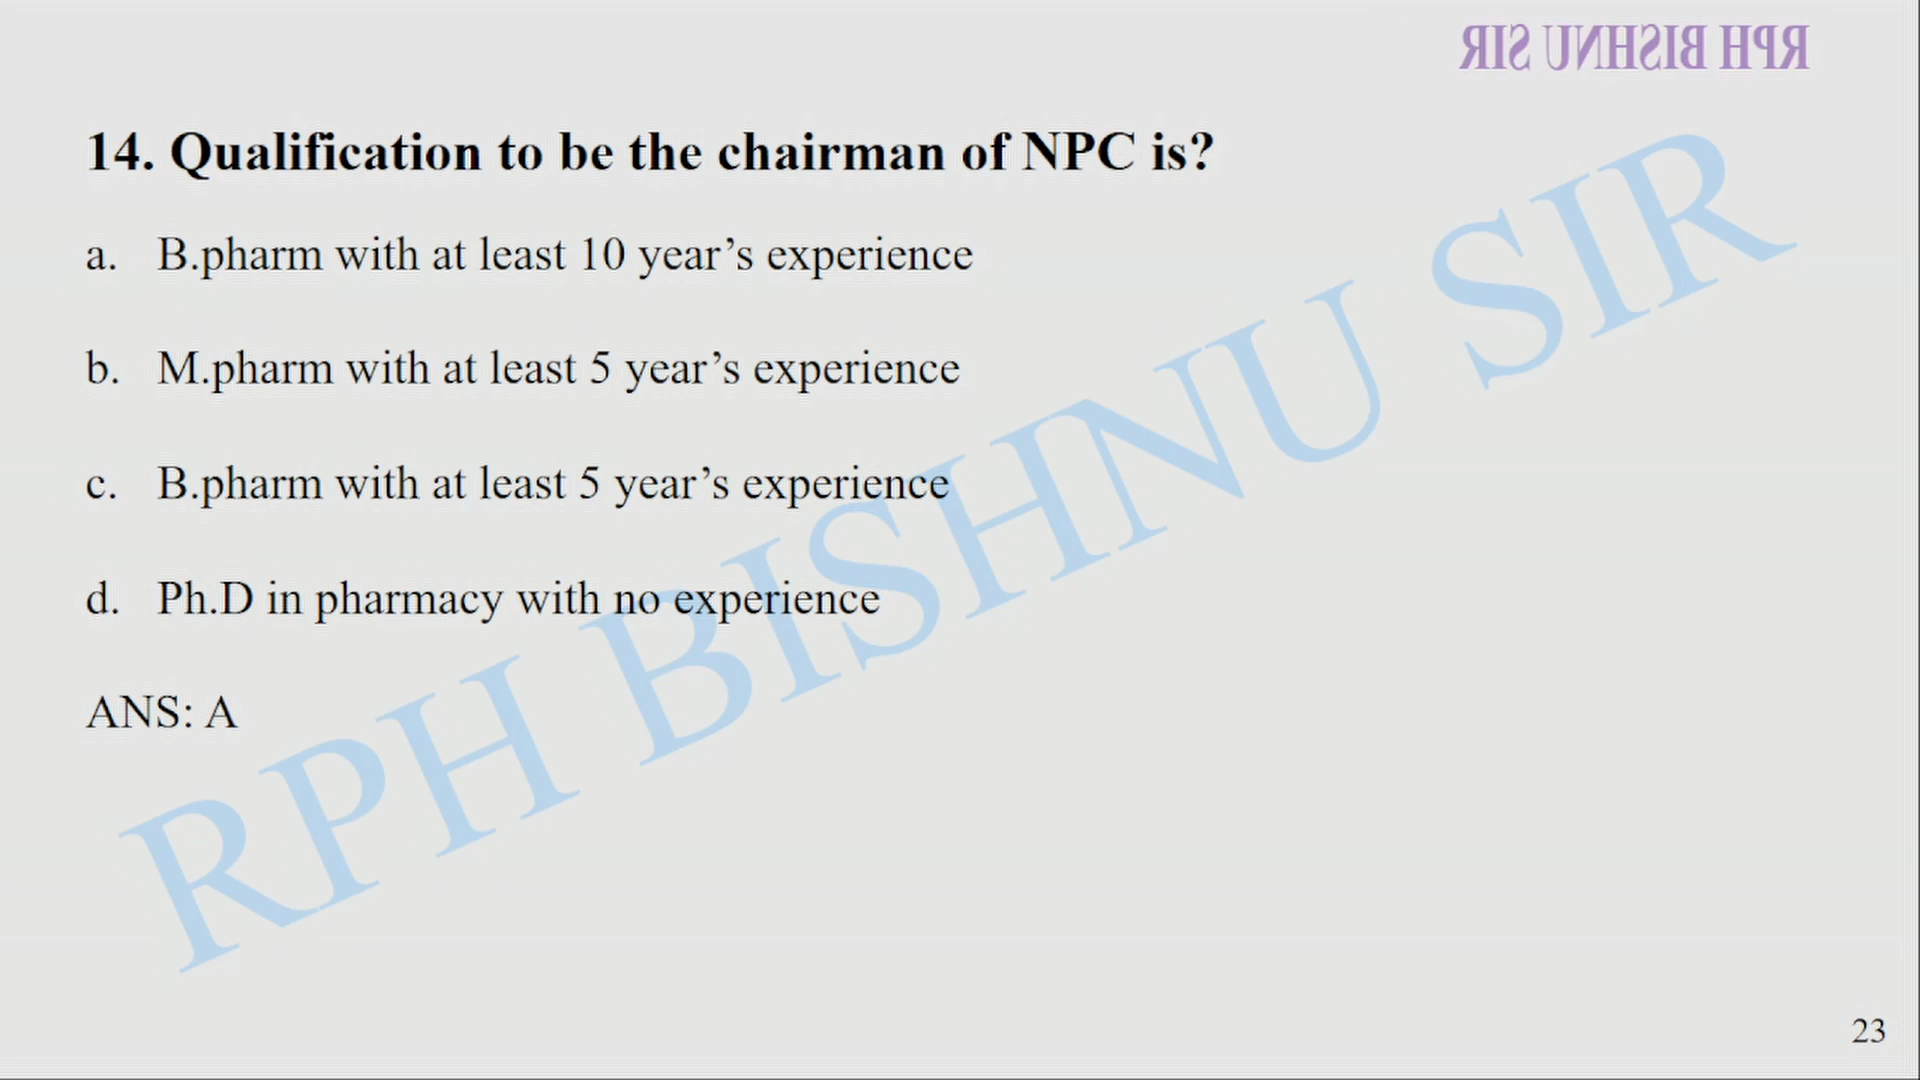 RPH BISHNU SIR
14. Qualification to be the chairman of NPC is?
a. B.pharm with at least 10 year’s experience
b. M.pharm with at least 5 year’s experience
c. B.pharm with at least 5 year’s experience
d. Ph.D in pharmacy with no experience
ANS: A
RPH BISHNU SIR
23